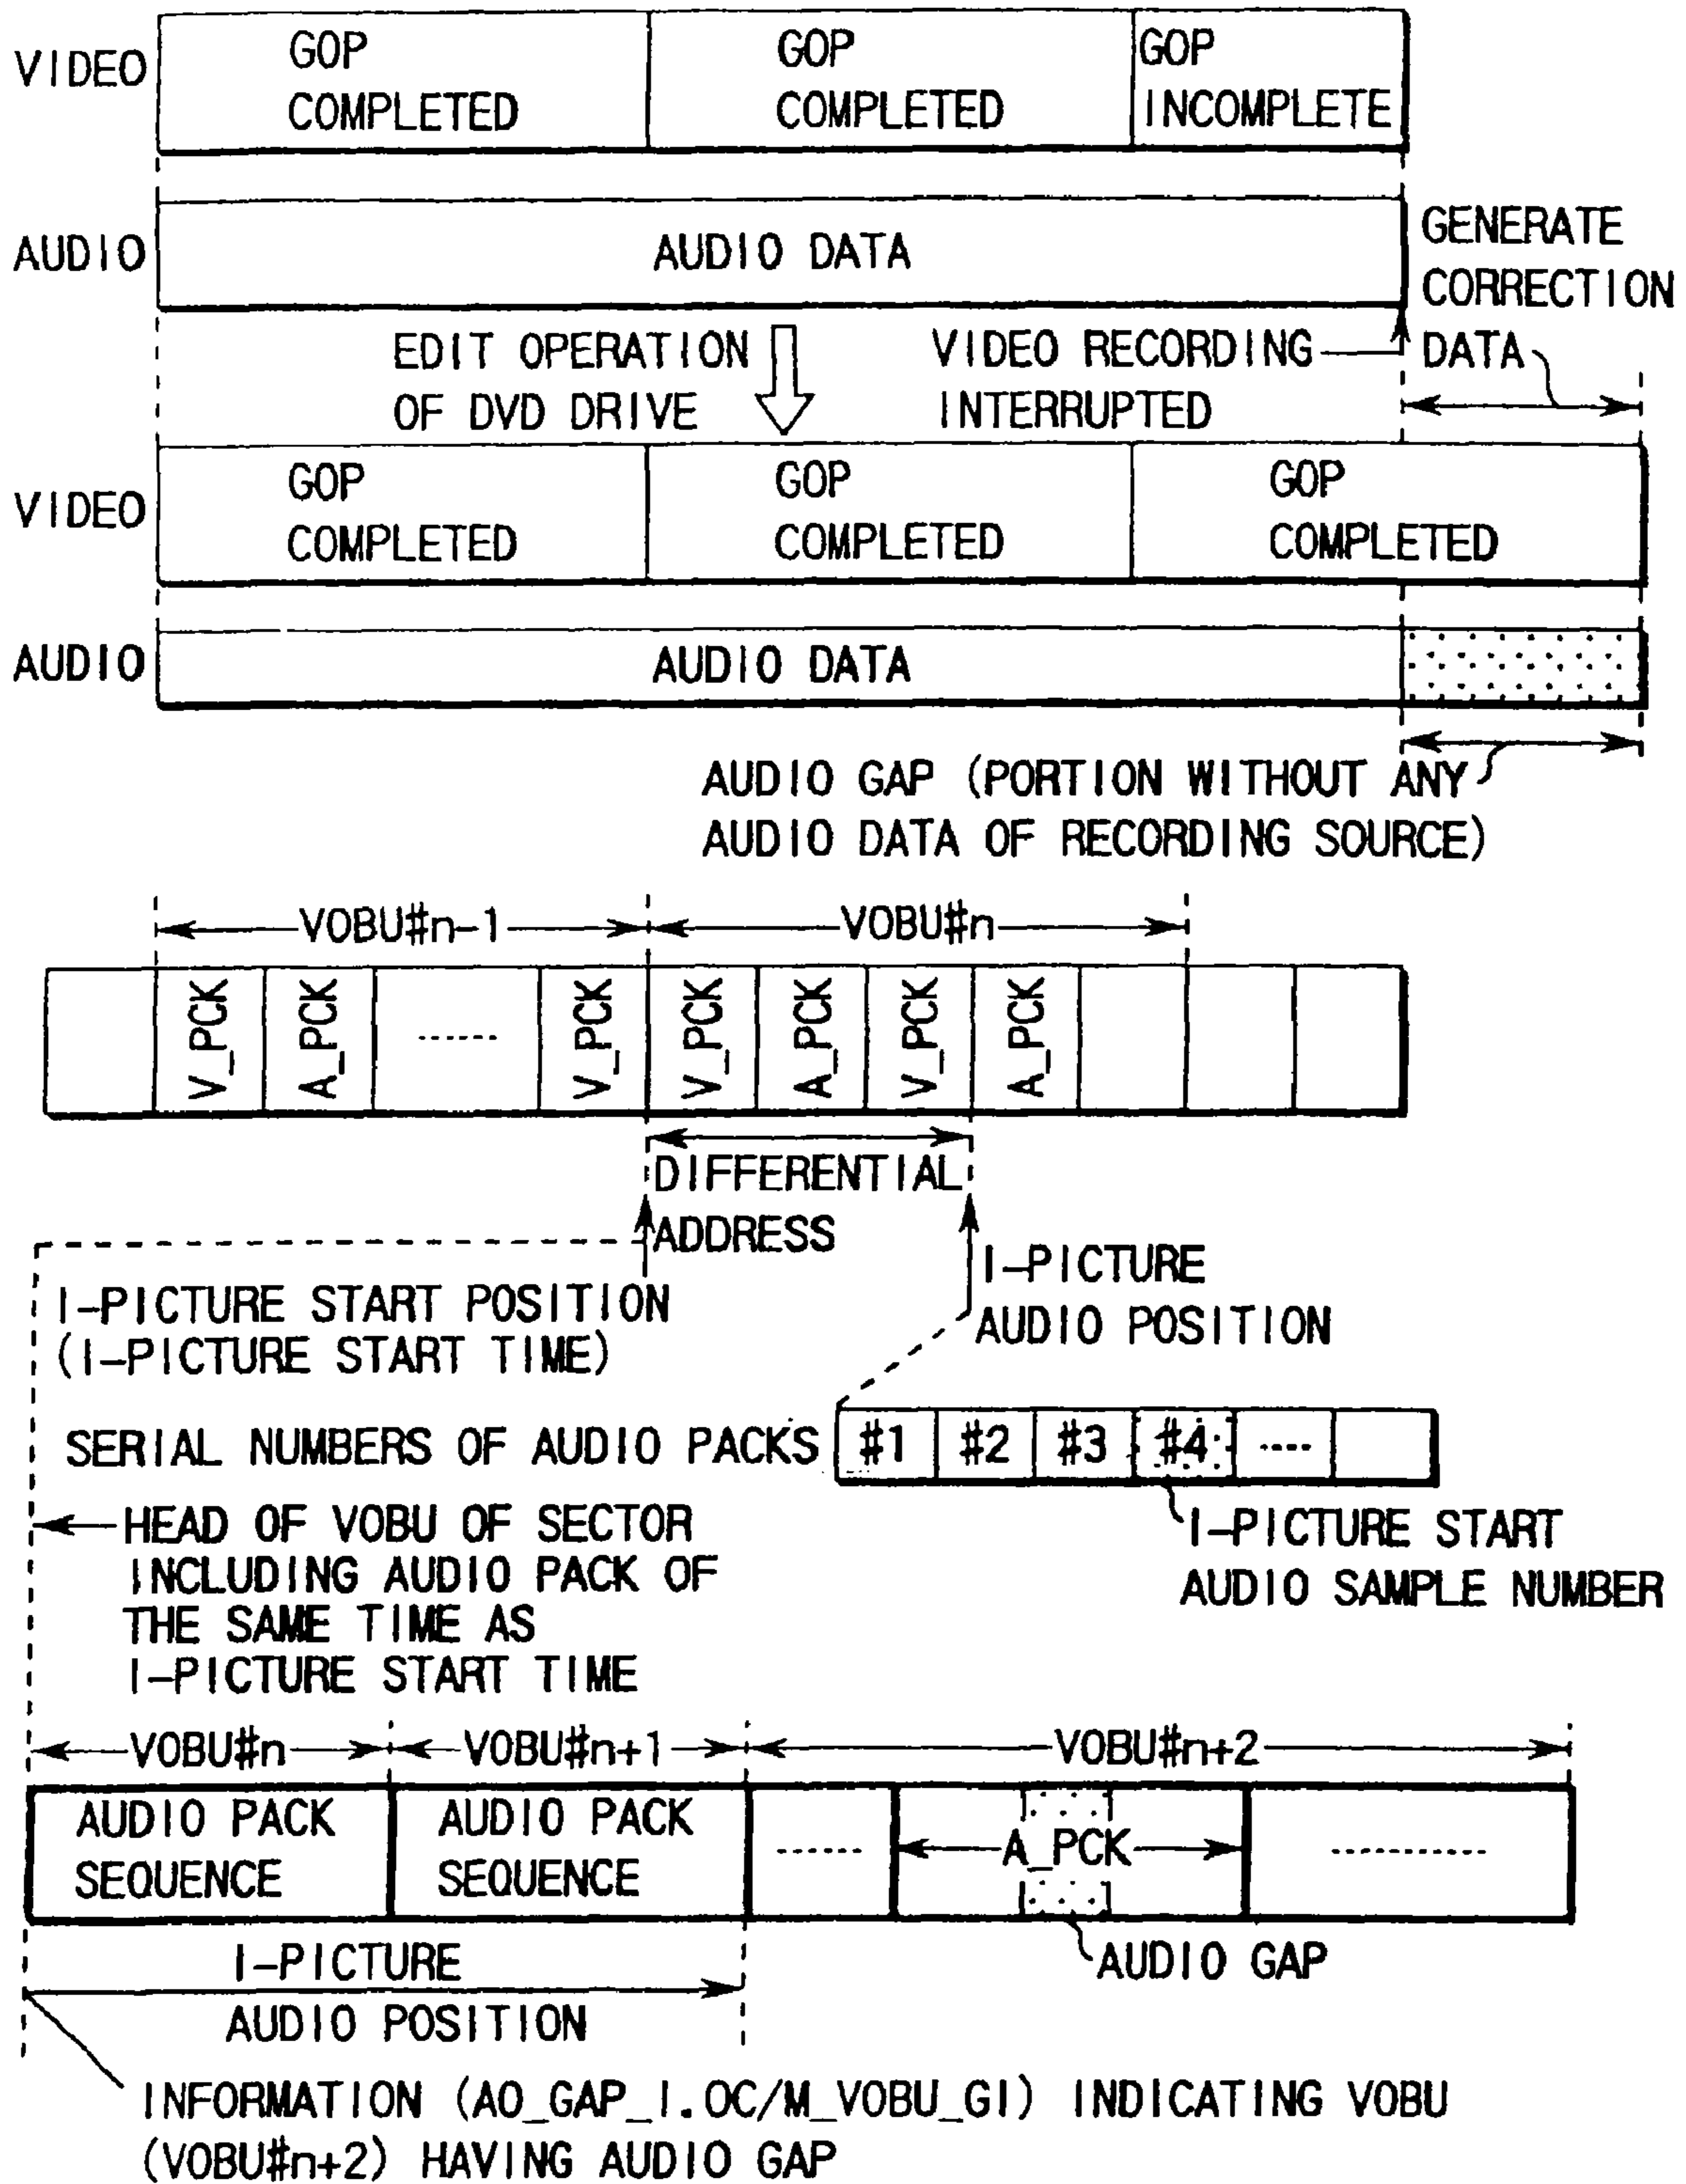 VIDEO
GOP
COMPLETED
GOP
COMPLETED
GOP
INCOMPLETE
AUDIO
AUDIO DATA
GENERATE
CORRECTION
DATA
EDIT OPERATION
OF DVD DRIVE
VIDEO RECORDING
INTERRUPTED
VIDEO
GOP
COMPLETED
GOP
COMPLETED
GOP
COMPLETED
AUDIO
AUDIO DATA
AUDIO GAP (PORTION WITHOUT ANY
AUDIO DATA OF RECORDING SOURCE)
VOBU#n-1
VOBU#n
V_PCK
A_PCK
......
V_PCK
V_PCK
A_PCK
V_PCK
A_PCK
DIFFERENTIAL
ADDRESS
I-PICTURE START POSITION
(I-PICTURE START TIME)
I-PICTURE
AUDIO POSITION
SERIAL NUMBERS OF AUDIO PACKS
#1
#2
#3
#4
....
I-PICTURE START
AUDIO SAMPLE NUMBER
HEAD OF VOBU OF SECTOR
INCLUDING AUDIO PACK OF
THE SAME TIME AS
I-PICTURE START TIME
VOBU#n
VOBU#n+1
VOBU#n+2
AUDIO PACK
SEQUENCE
AUDIO PACK
SEQUENCE
......
A_PCK
..........
AUDIO GAP
I-PICTURE
AUDIO POSITION
INFORMATION (A0_GAP_I.OC/M_VOBU_GI) INDICATING VOBU
(VOBU#n+2) HAVING AUDIO GAP